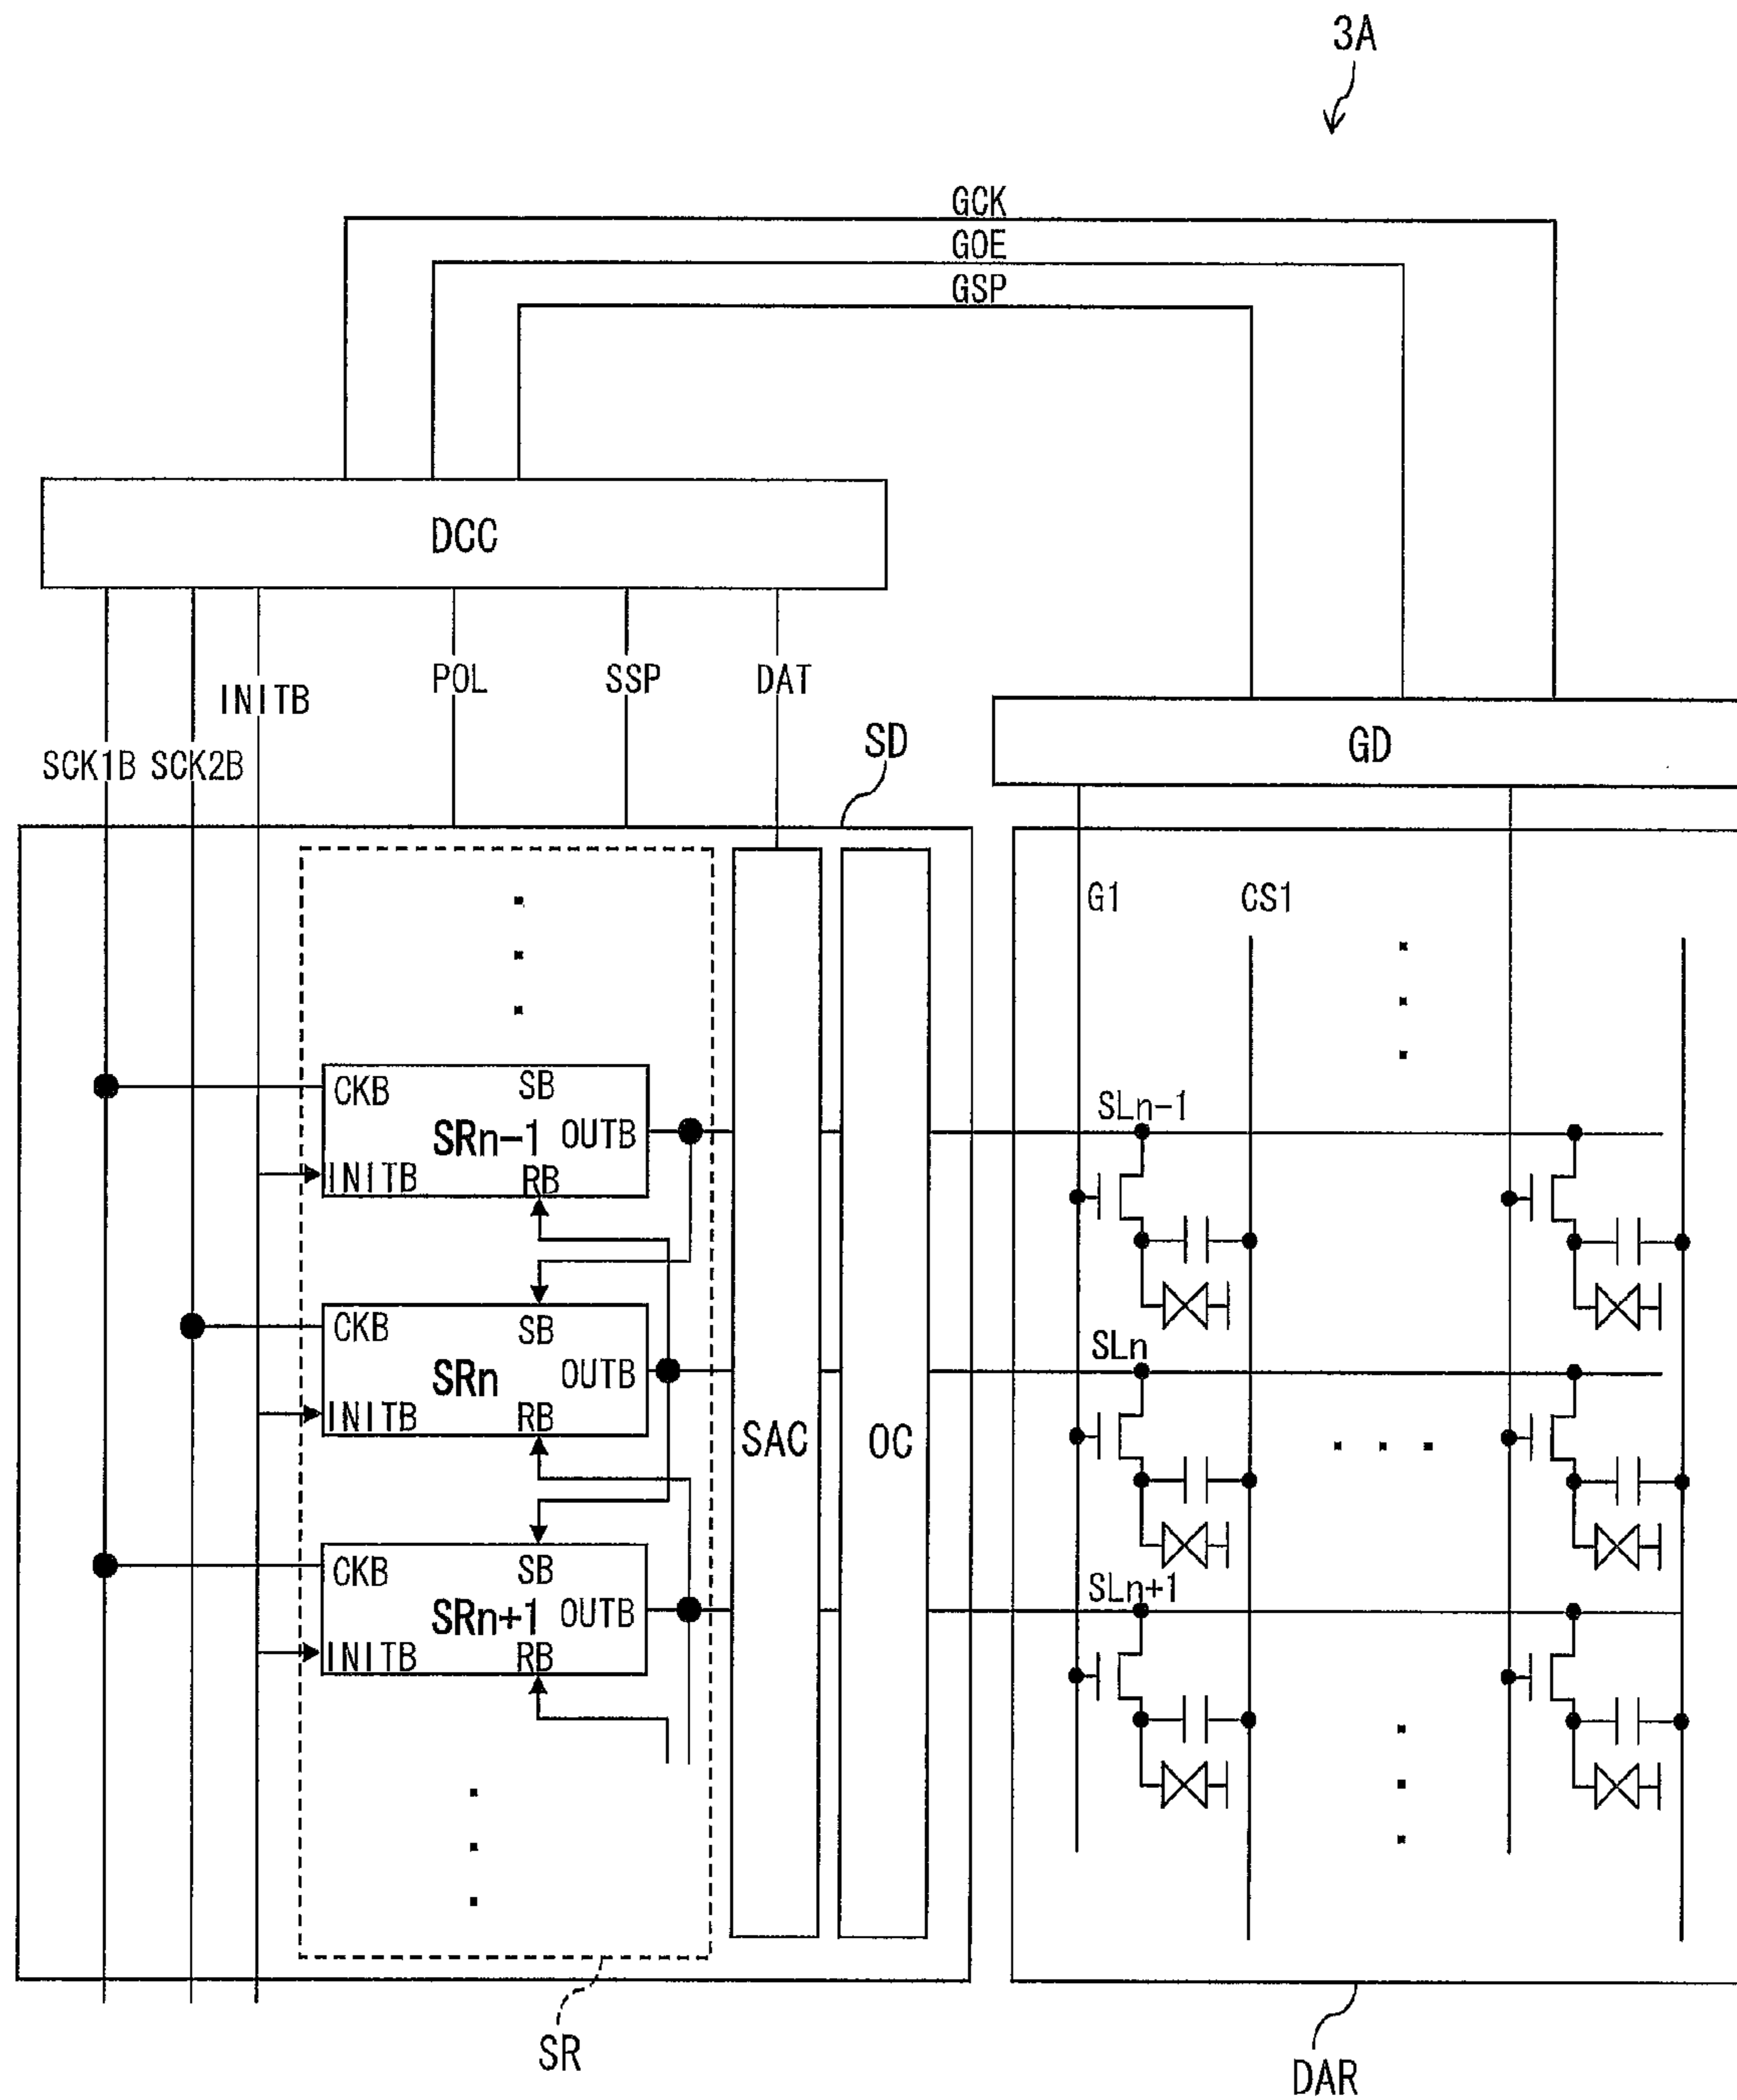 3A
GCK
GOE
GSP
DCC
INITB
POL
SSP
DAT
SCK1B
SCK2B
SD
GD
G1
CS1
CKB
SB
SRn-1
OUTB
INITB
RB
SLn-1
CKB
SB
SRn
OUTB
INITB
RB
SLn
SAC
OC
CKB
SB
SRn+1
OUTB
INITB
RB
SLn+1
SR
DAR